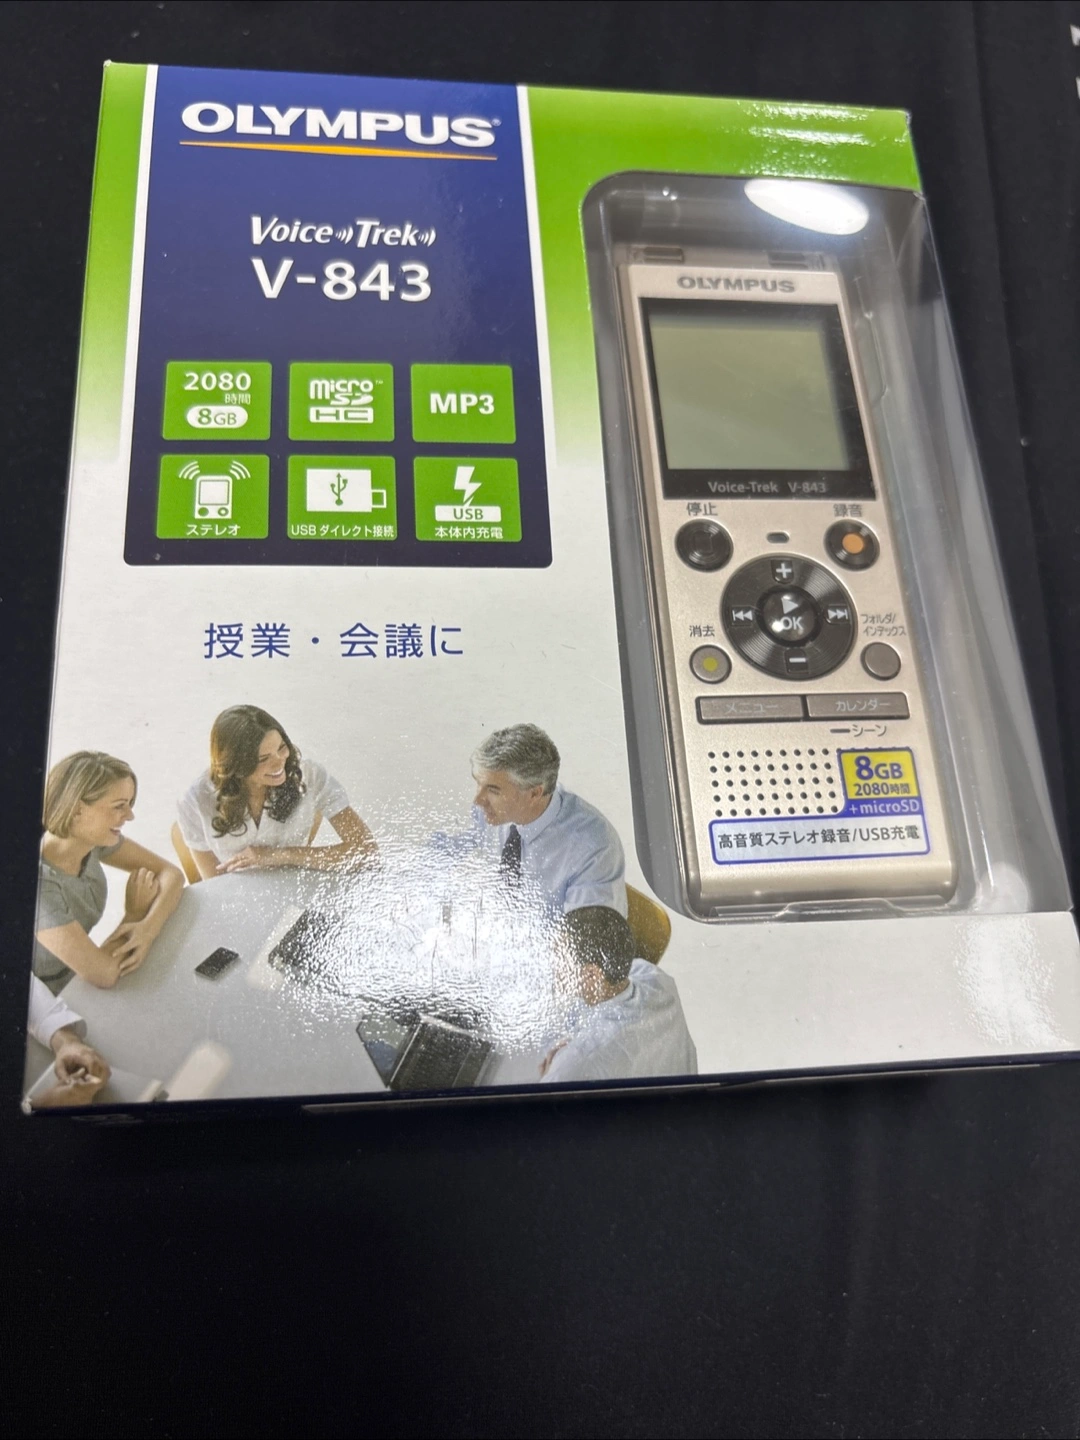 OLYMPUS
Voice Trek
V-843
2080
時間
8GB
micro
SD
HC
MP3
ステレオ
USB ダイレクト接続
USB
本体内充電
授業・会議に
OLYMPUS
Voice-Trek V-843
停止
録音
+
OK
−
消去
フォルダ/
インデックス
メニュー
カレンダー
シーン
8GB
2080時間
+microSD
高音質ステレオ録音/USB充電